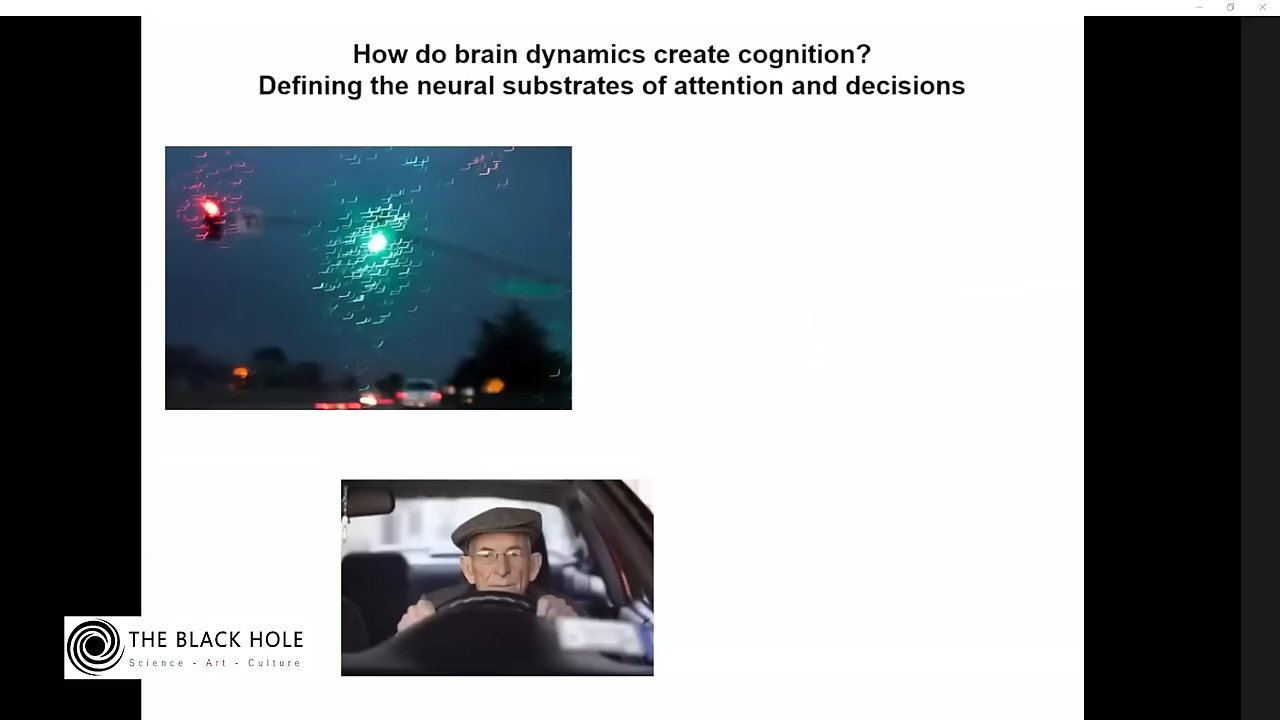 How do brain dynamics create cognition?
Defining the neural substrates of attention and decisions
THE BLACK HOLE
Science - Art - Culture